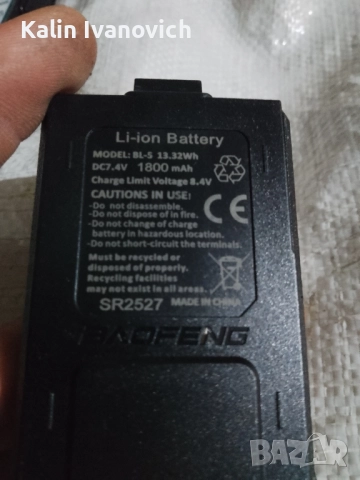 Kalin Ivanovich
Li-ion Battery
MODEL: BL-5 13.32Wh
DC7.4V 1800 mAh
Charge Limit Voltage 8.4V
CAUTIONS IN USE:
-Do not disassemble.
-Do not dispose of in fire.
-Do not change of charge
battery in hazardous location.
-Do not short-circuit the terminals.
Must be recycled or
disposed of properly.
Recycling facilities
may not exist in all areas.
SR2527 MADE IN CHINA
BAOFENG
BAZAR